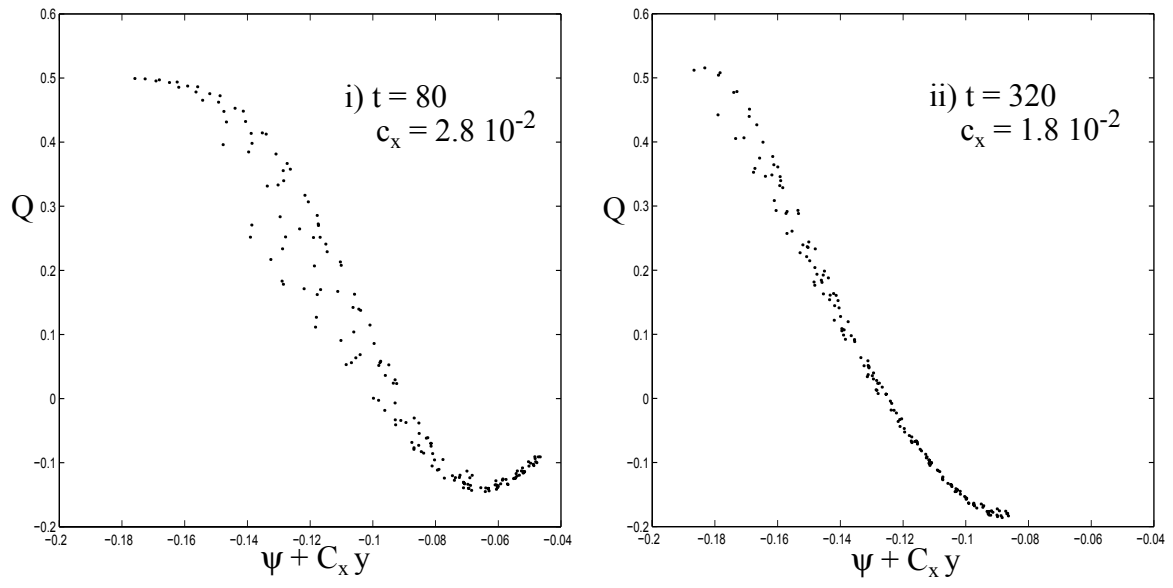 0.6
0.5
0.4
0.3
0.2
0.1
0
−0.1
−0.2
Q
i) t = 80
c_x = 2.8 10^-2
−0.2 −0.18 −0.16 −0.14 −0.12 −0.1 −0.08 −0.06 −0.04
ψ + C_x y
0.6
0.5
0.4
0.3
0.2
0.1
0
−0.1
−0.2
Q
ii) t = 320
c_x = 1.8 10^-2
−0.2 −0.18 −0.16 −0.14 −0.12 −0.1 −0.08 −0.06 −0.04
ψ + C_x y